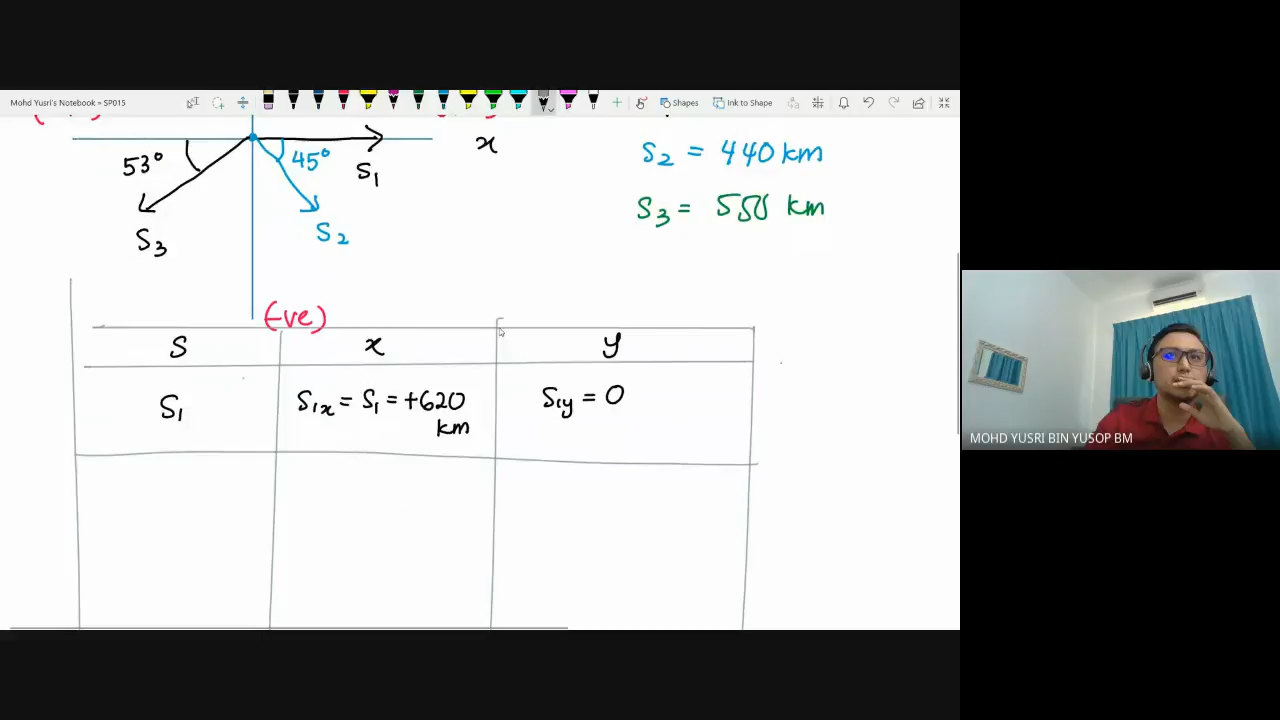 Mohd Yusri's Notebook » SP015
Shapes
Ink to Shape
x
53°
45°
S1
S2
S3
S2 = 440 km
S3 = km
(-ve)
S x y
S1 S1x = S1 = +620 km S1y = 0
MOHD YUSRI BIN YUSOP BM